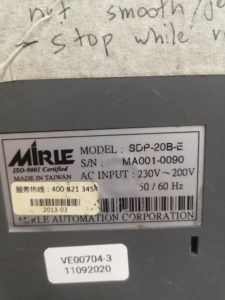 not smooth/
- stop while
MIRLE
ISO-9001 Certified
MADE IN TAIWAN
MODEL : SDP-20B-E
S/N : MA001-0090
AC INPUT : 230V ~ 200V
50 / 60 Hz
服务热线：400 821 3451
2013-03
MIRLE AUTOMATION CORPORATION
VE00704-3
11092020